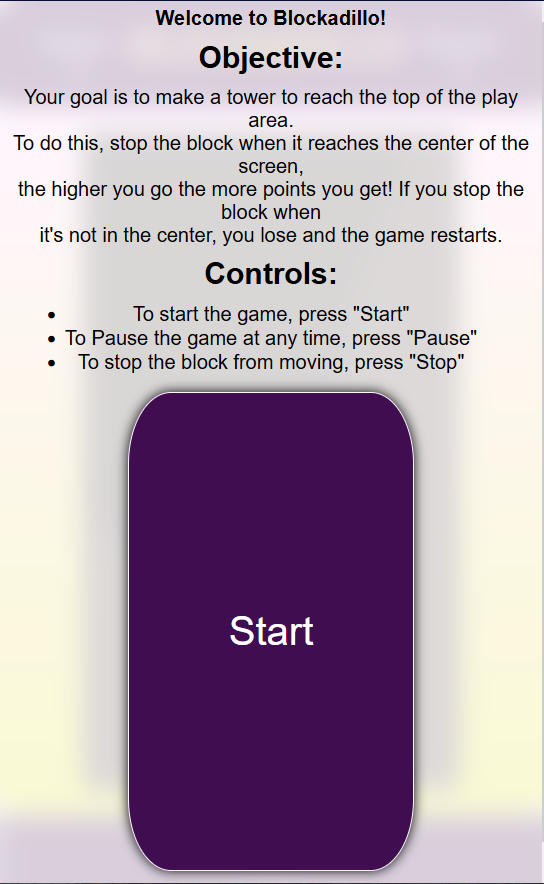 Welcome to Blockadillo!
Objective:
Your goal is to make a tower to reach the top of the play
area.
To do this, stop the block when it reaches the center of the
screen,
the higher you go the more points you get! If you stop the
block when
it's not in the center, you lose and the game restarts.
Controls:
• To start the game, press "Start"
• To Pause the game at any time, press "Pause"
• To stop the block from moving, press "Stop"
Start